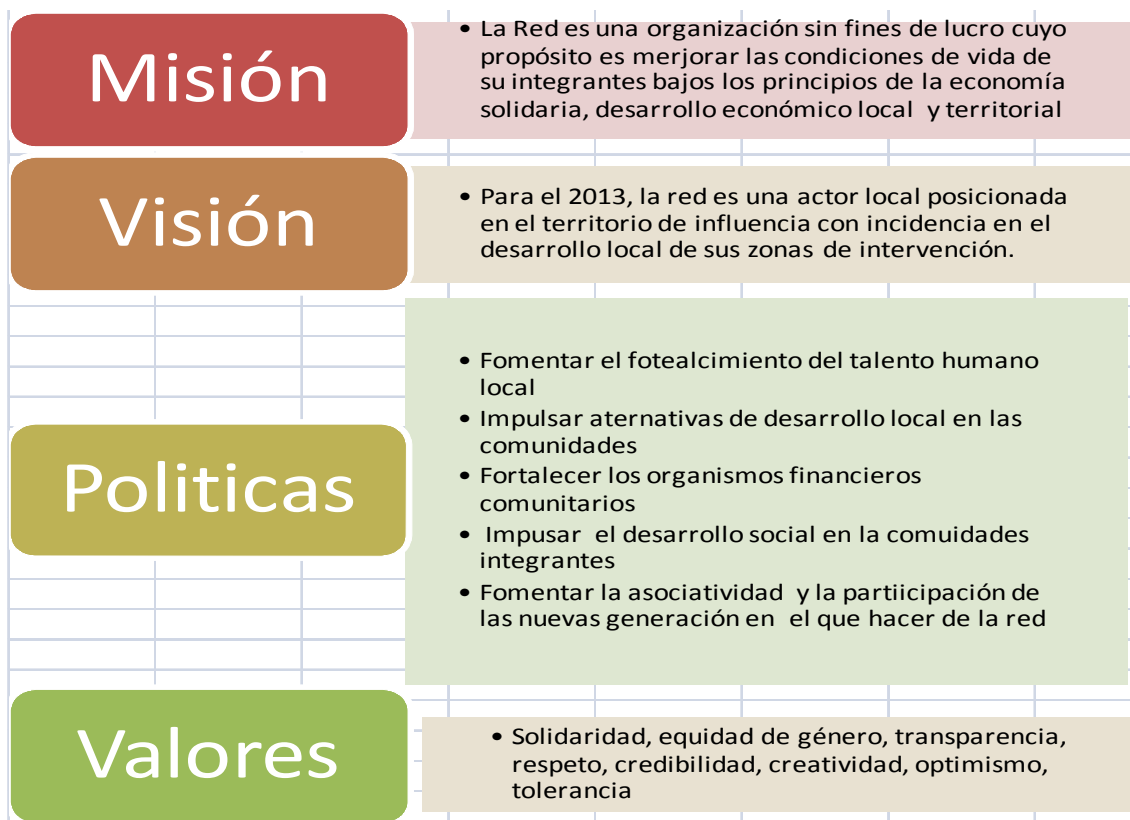 Misión
• La Red es una organización sin fines de lucro cuyo
propósito es merjorar las condiciones de vida de
su integrantes bajos los principios de la economía
solidaria, desarrollo económico local y territorial
Visión
• Para el 2013, la red es una actor local posicionada
en el territorio de influencia con incidencia en el
desarrollo local de sus zonas de intervención.
Politicas
• Fomentar el fotealcimiento del talento humano
local
• Impulsar aternativas de desarrollo local en las
comunidades
• Fortalecer los organismos financieros
comunitarios
• Impusar el desarrollo social en la comuidades
integrantes
• Fomentar la asociatividad y la partiicipación de
las nuevas generación en el que hacer de la red
Valores
• Solidaridad, equidad de género, transparencia,
respeto, credibilidad, creatividad, optimismo,
tolerancia